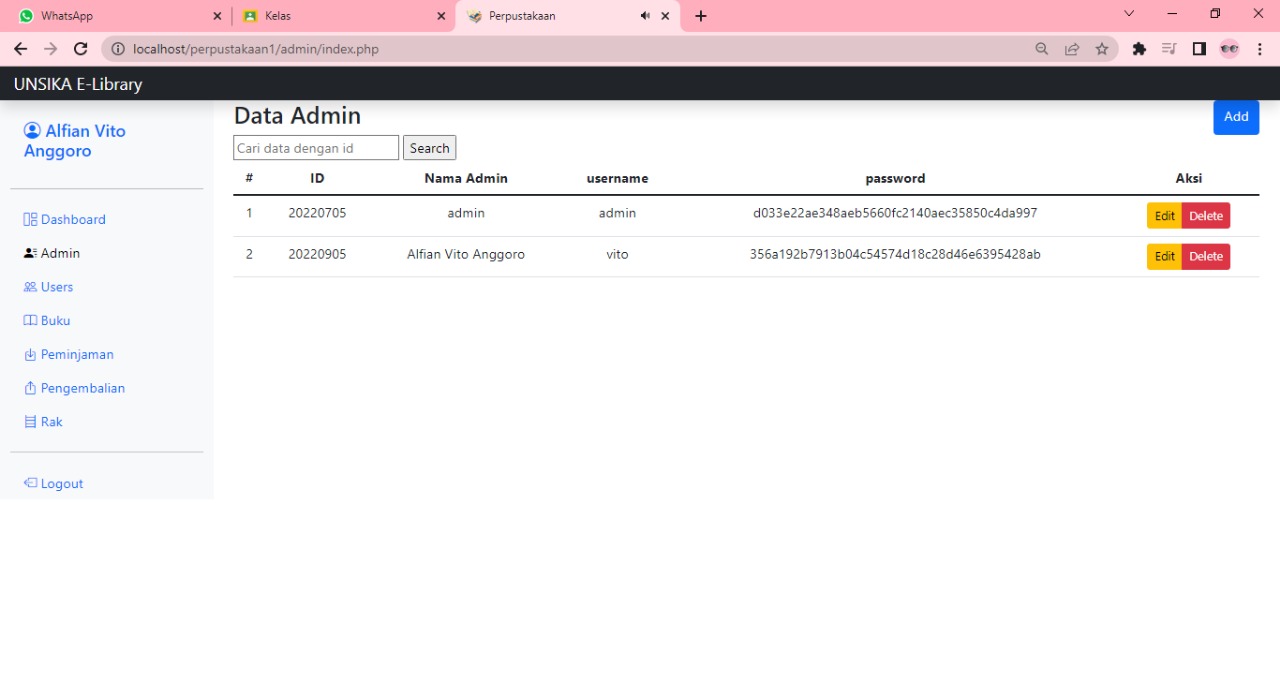 WhatsApp
Kelas
Perpustakaan
localhost/perpustakaan1/admin/index.php
UNSIKA E-Library
Alfian Vito
Anggoro
Dashboard
Admin
Users
Buku
Peminjaman
Pengembalian
Rak
Logout
Data Admin
Add
Cari data dengan id Search
# ID Nama Admin username password Aksi
1 20220705 admin admin d033e22ae348aeb5660fc2140aec35850c4da997 Edit Delete
2 20220905 Alfian Vito Anggoro vito 356a192b7913b04c54574d18c28d46e6395428ab Edit Delete